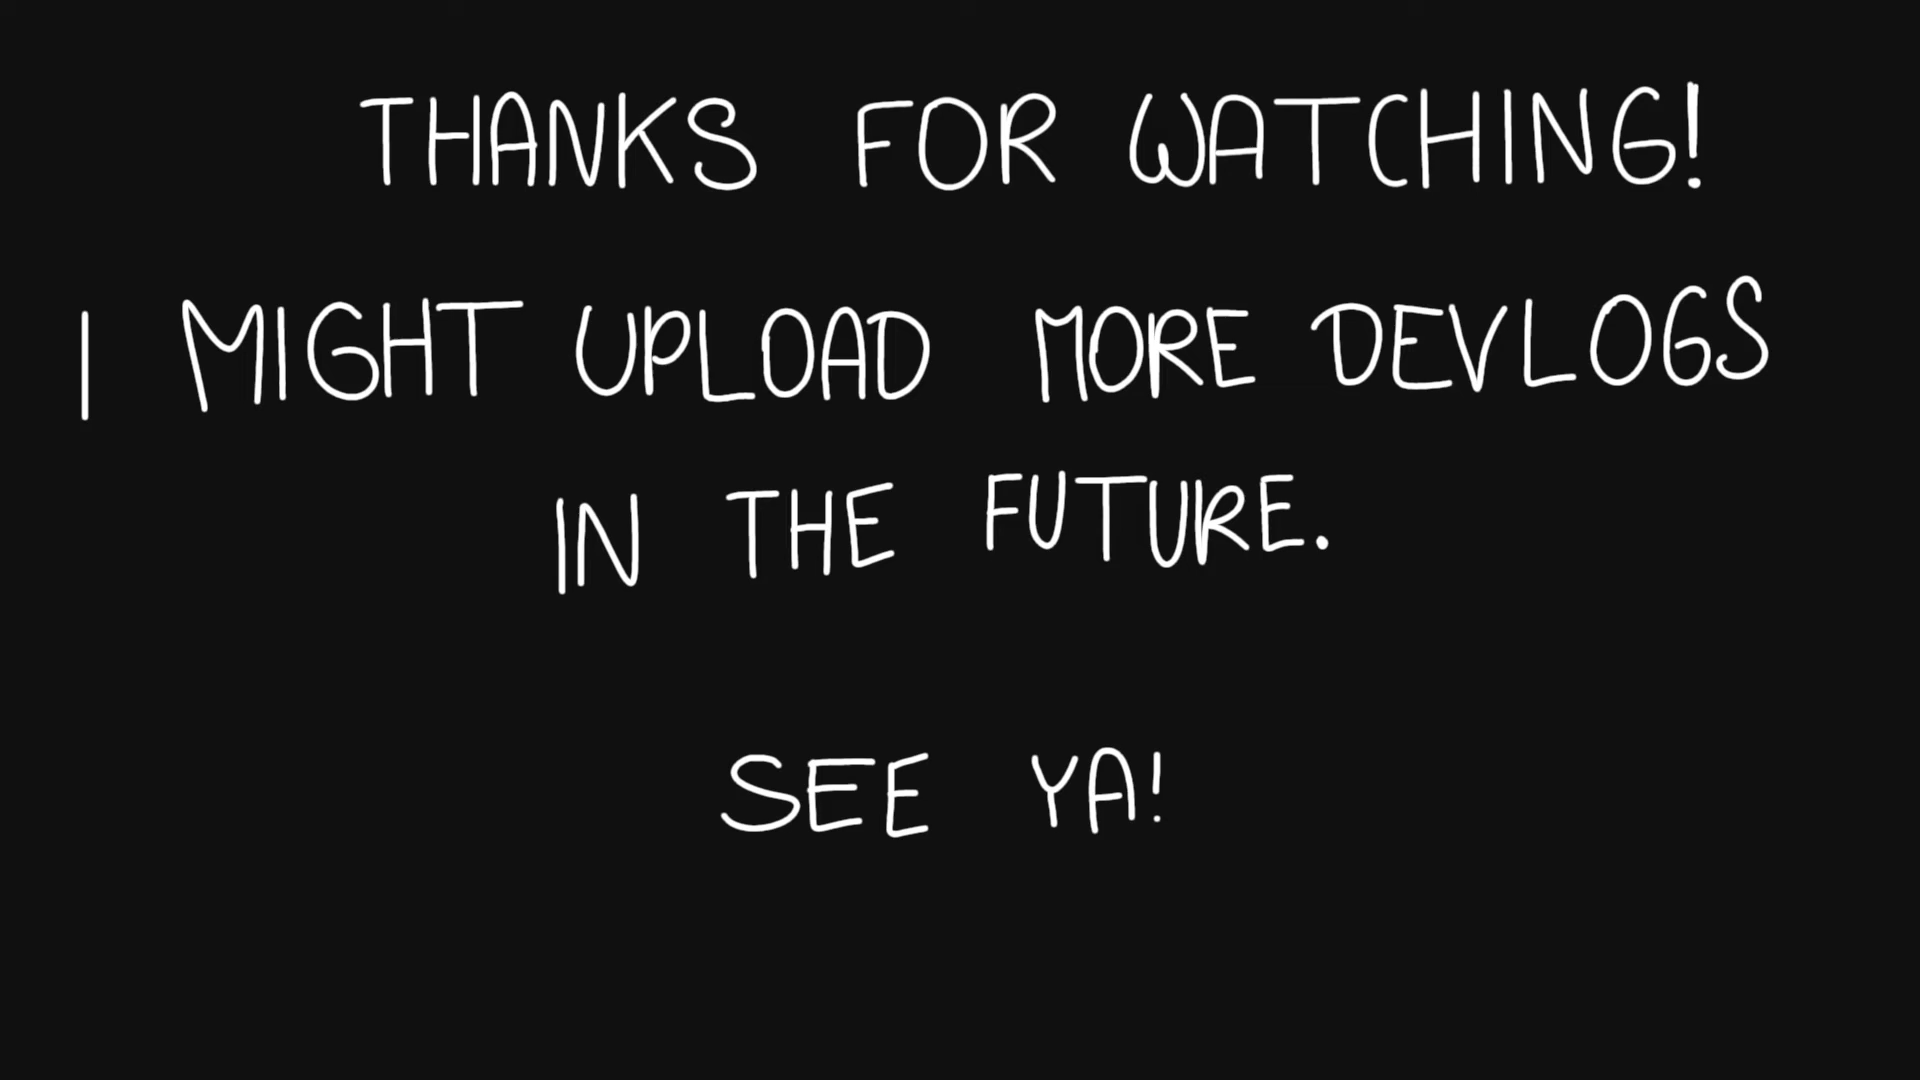 THANKS FOR WATCHING!
I MIGHT UPLOAD MORE DEVLOGS
IN THE FUTURE.
SEE YA!